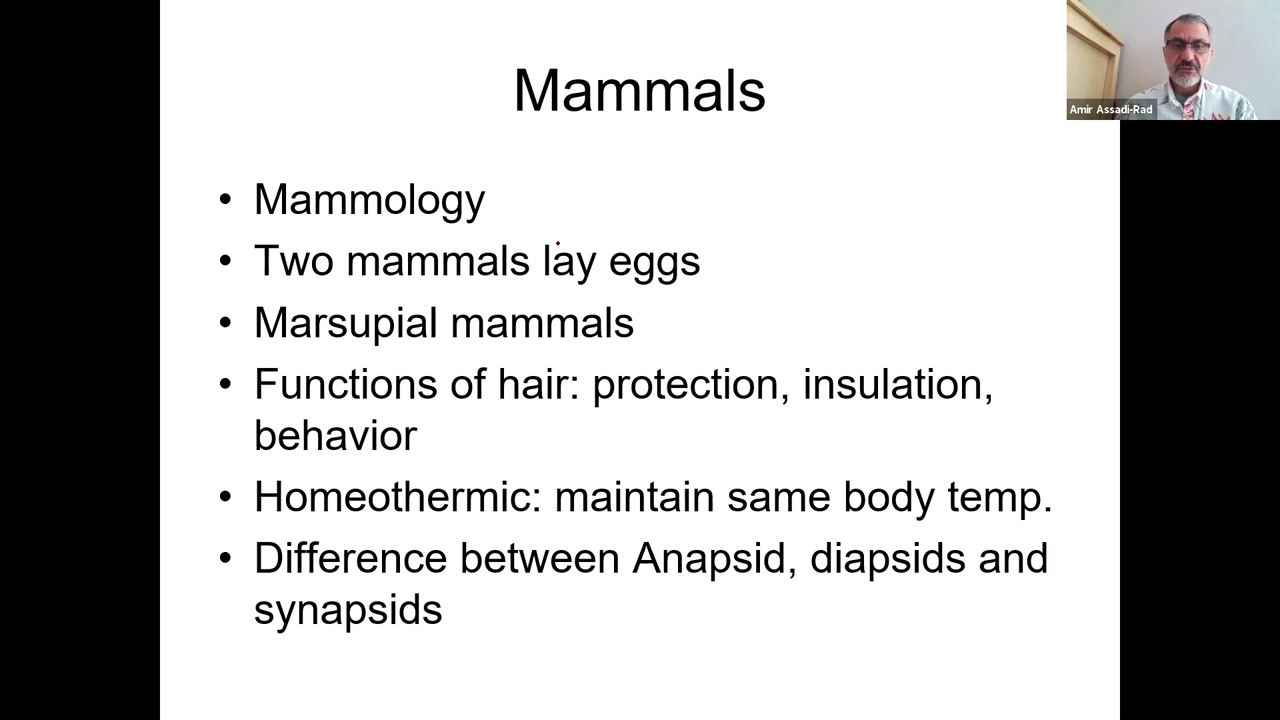 Mammals
Amir Assadi-Rad
• Mammology
• Two mammals lay eggs
• Marsupial mammals
• Functions of hair: protection, insulation,
behavior
• Homeothermic: maintain same body temp.
• Difference between Anapsid, diapsids and
synapsids